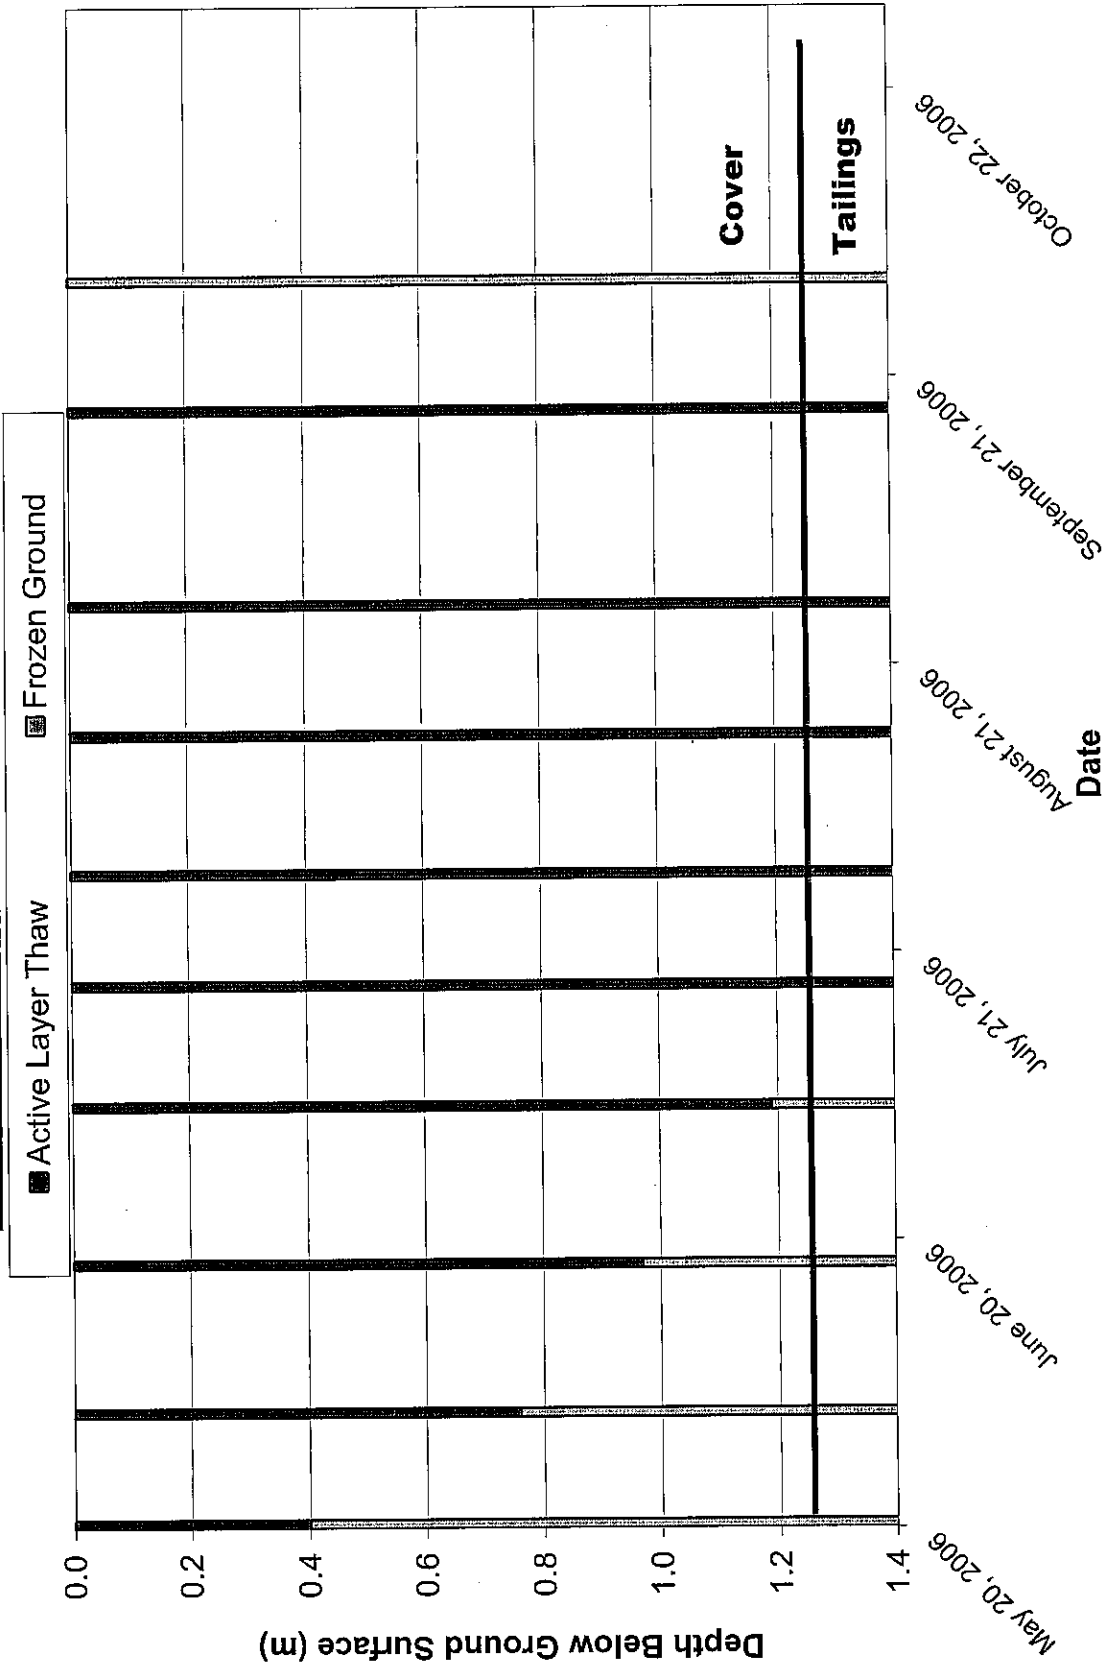 Active Layer Thaw
Frozen Ground
Depth Below Ground Surface (m)
0.0
0.2
0.4
0.6
0.8
1.0
1.2
1.4
Cover
Tailings
May 20, 2006
June 20, 2006
July 21, 2006
August 21, 2006
September 21, 2006
October 22, 2006
Date